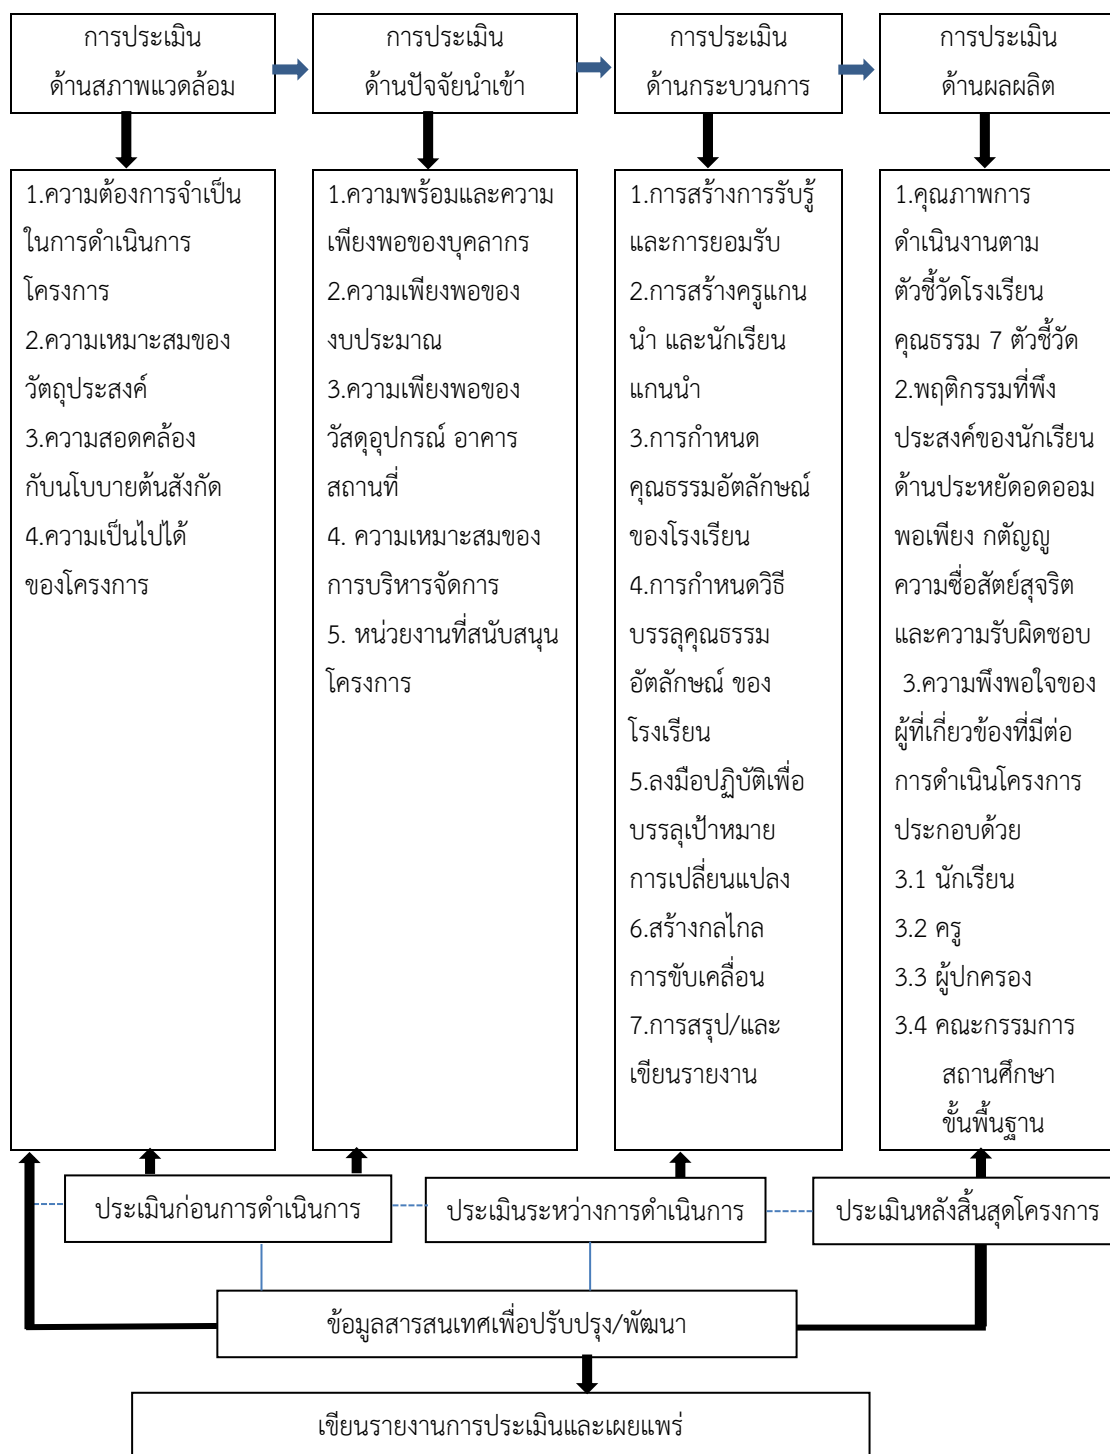 การประเมิน
ด้านสภาพแวดล้อม
การประเมิน
ด้านปัจจัยนำเข้า
การประเมิน
ด้านกระบวนการ
การประเมิน
ด้านผลผลิต
1.ความต้องการจำเป็น
ในการดำเนินการ
โครงการ
2.ความเหมาะสมของ
วัตถุประสงค์
3.ความสอดคล้อง
กับนโบบายต้นสังกัด
4.ความเป็นไปได้
ของโครงการ
1.ความพร้อมและความ
เพียงพอของบุคลากร
2.ความเพียงพอของ
งบประมาณ
3.ความเพียงพอของ
วัสดุอุปกรณ์ อาคาร
สถานที่
4. ความเหมาะสมของ
การบริหารจัดการ
5. หน่วยงานที่สนับสนุน
โครงการ
1.การสร้างการรับรู้
และการยอมรับ
2.การสร้างครูแกน
นำ และนักเรียน
แกนนำ
3.การกำหนด
คุณธรรมอัตลักษณ์
ของโรงเรียน
4.การกำหนดวิธี
บรรลุคุณธรรม
อัตลักษณ์ ของ
โรงเรียน
5.ลงมือปฏิบัติเพื่อ
บรรลุเป้าหมาย
การเปลี่ยนแปลง
6.สร้างกลไกล
การขับเคลื่อน
7.การสรุป/และ
เขียนรายงาน
1.คุณภาพการ
ดำเนินงานตาม
ตัวชี้วัดโรงเรียน
คุณธรรม 7 ตัวชี้วัด
2.พฤติกรรมที่พึง
ประสงค์ของนักเรียน
ด้านประหยัดอดออม
พอเพียง กตัญญู
ความซื่อสัตย์สุจริต
และความรับผิดชอบ
3.ความพึงพอใจของ
ผู้ที่เกี่ยวข้องที่มีต่อ
การดำเนินโครงการ
ประกอบด้วย
3.1 นักเรียน
3.2 ครู
3.3 ผู้ปกครอง
3.4 คณะกรรมการ
สถานศึกษา
ขั้นพื้นฐาน
ประเมินก่อนการดำเนินการ
ประเมินระหว่างการดำเนินการ
ประเมินหลังสิ้นสุดโครงการ
ข้อมูลสารสนเทศเพื่อปรับปรุง/พัฒนา
เขียนรายงานการประเมินและเผยแพร่